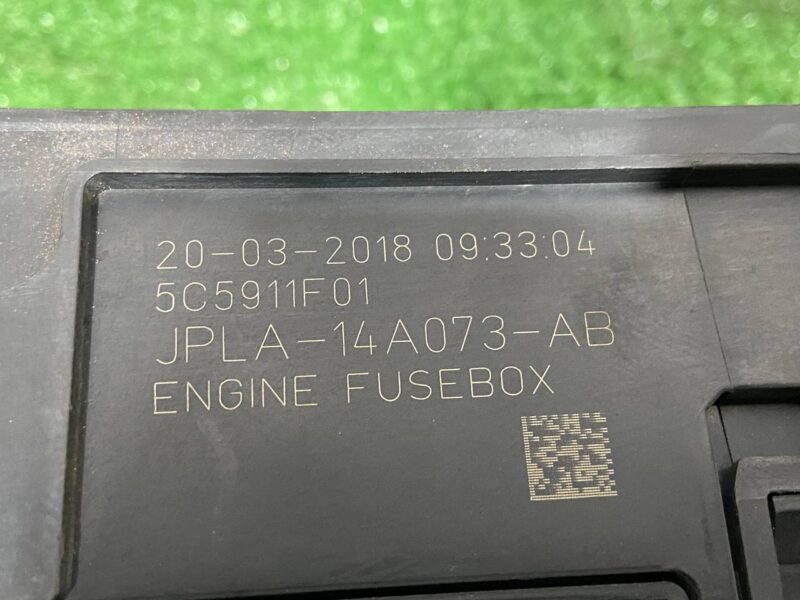 20-03-2018 09:33:04
5C5911F01
JPLA-14A073-AB
ENGINE FUSEBOX